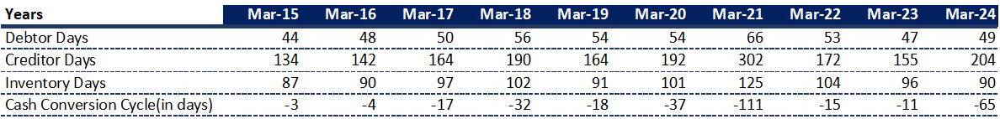 Years Mar-15 Mar-16 Mar-17 Mar-18 Mar-19 Mar-20 Mar-21 Mar-22 Mar-23 Mar-24
Debtor Days 44 48 50 56 54 54 66 53 47 49
Creditor Days 134 142 164 190 164 192 302 172 155 204
Inventory Days 87 90 97 102 91 101 125 104 96 90
Cash Conversion Cycle(in days) -3 -4 -17 -32 -18 -37 -111 -15 -11 -65